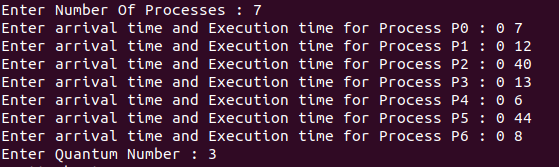 Enter Number Of Processes : 7
Enter arrival time and Execution time for Process P0 : 0 7
Enter arrival time and Execution time for Process P1 : 0 12
Enter arrival time and Execution time for Process P2 : 0 40
Enter arrival time and Execution time for Process P3 : 0 13
Enter arrival time and Execution time for Process P4 : 0 6
Enter arrival time and Execution time for Process P5 : 0 44
Enter arrival time and Execution time for Process P6 : 0 8
Enter Quantum Number : 3